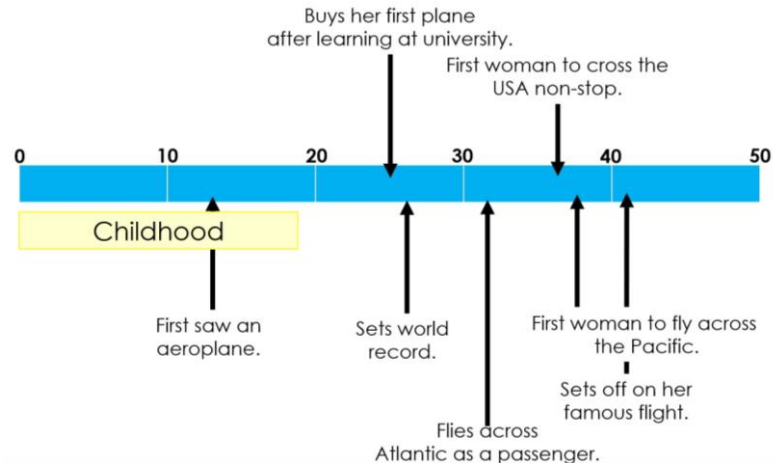 Buys her first plane
after learning at university.
First woman to cross the
USA non-stop.
0 10 20 30 40 50
Childhood
First saw an
aeroplane.
Sets world
record.
First woman to fly across
the Pacific.
Sets off on her
famous flight.
Flies across
Atlantic as a passenger.